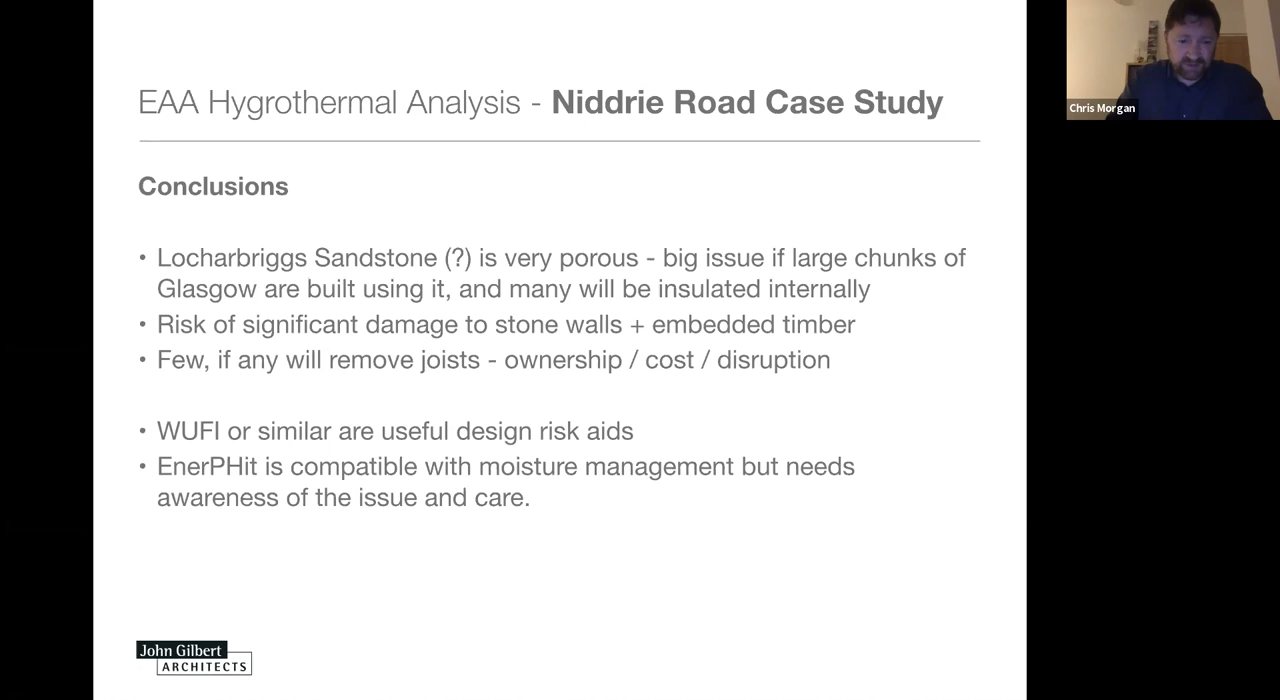 EAA Hygrothermal Analysis - Niddrie Road Case Study
Conclusions
• Locharbriggs Sandstone (?) is very porous - big issue if large chunks of
Glasgow are built using it, and many will be insulated internally
• Risk of significant damage to stone walls + embedded timber
• Few, if any will remove joists - ownership / cost / disruption
• WUFI or similar are useful design risk aids
• EnerPHit is compatible with moisture management but needs
awareness of the issue and care.
John Gilbert
ARCHITECTS
Chris Morgan